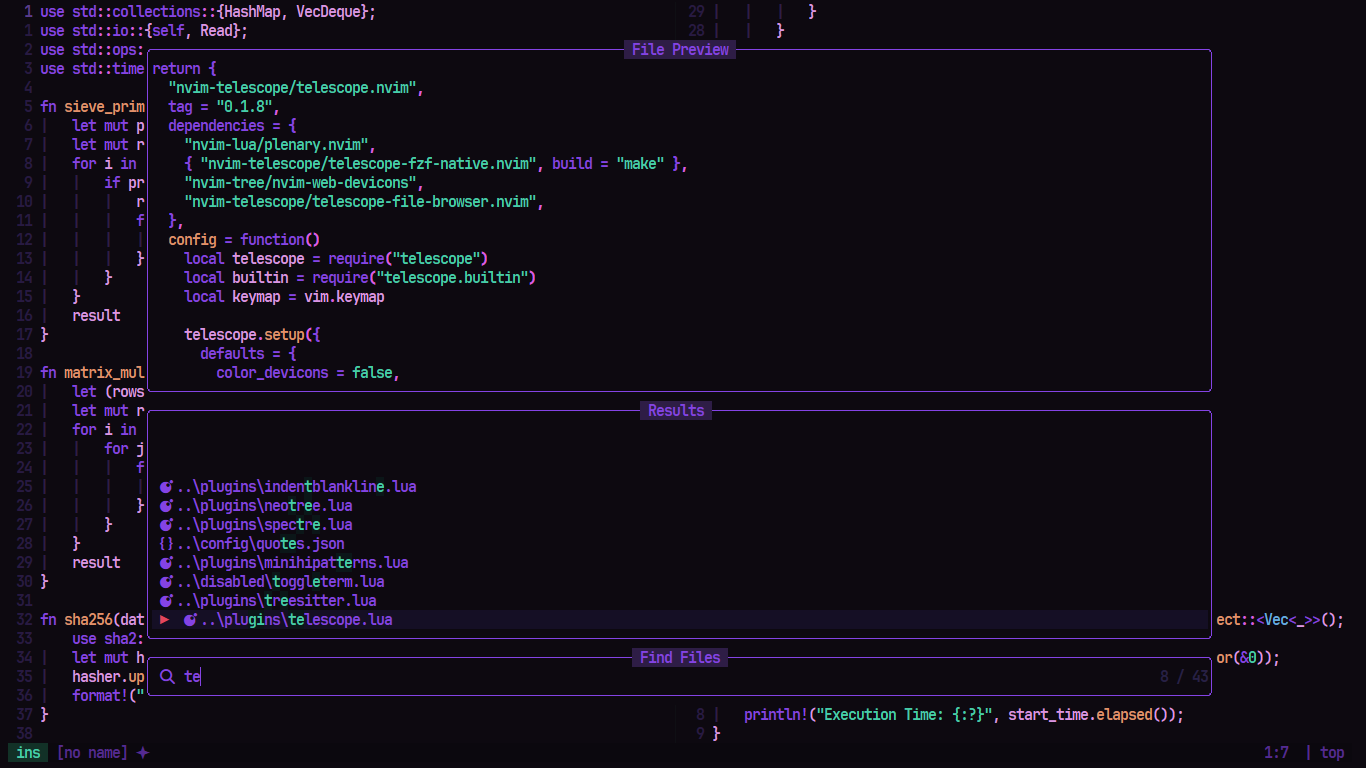 1 use std::collections::{HashMap, VecDeque};
1 use std::io::{self, Read};
2 use std::ops:
3 use std::time
4
5 fn sieve_prim
6 | let mut p
7 | let mut r
8 | for i in
9 | | if pr
10 | | | r
11 | | | f
12 | | | |
13 | | | }
14 | | }
15 | }
16 | result
17 }
18
19 fn matrix_mul
20 | let (rows
21 | let mut r
22 | for i in
23 | | for j
24 | | | f
25 | | | |
26 | | | }
27 | | }
28 | }
29 | result
30 }
31
32 fn sha256(dat
33 | use sha2:
34 | let mut h
35 | hasher.up
36 | format!("
37 }
38
29 | | | }
28 | | }
File Preview
return {
"nvim-telescope/telescope.nvim",
tag = "0.1.8",
dependencies = {
"nvim-lua/plenary.nvim",
{ "nvim-telescope/telescope-fzf-native.nvim", build = "make" },
"nvim-tree/nvim-web-devicons",
"nvim-telescope/telescope-file-browser.nvim",
},
config = function()
local telescope = require("telescope")
local builtin = require("telescope.builtin")
local keymap = vim.keymap
telescope.setup({
defaults = {
color_devicons = false,
Results
..\plugins\indentblankline.lua
..\plugins\neotree.lua
..\plugins\spectre.lua
{} ..\config\quotes.json
..\plugins\minihipatterns.lua
..\disabled\toggleterm.lua
..\plugins\treesitter.lua
..\plugins\telescope.lua
Find Files
te
8 / 43
ect::<Vec<_>>();
or(&0));
8 | println!("Execution Time: {:?}", start_time.elapsed());
9 }
ins [no name]
1:7 | top